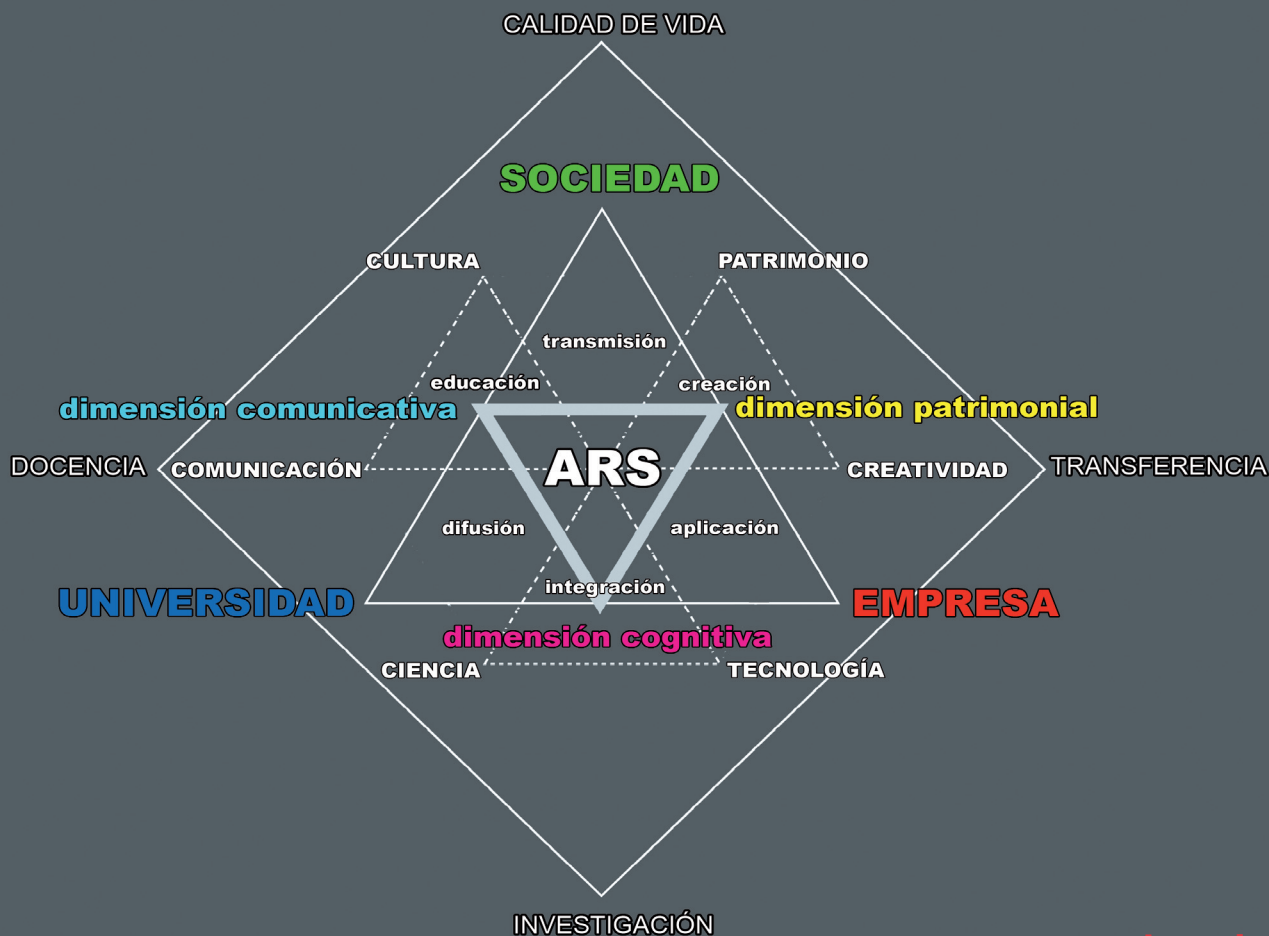 CALIDAD DE VIDA
SOCIEDAD
CULTURA
PATRIMONIO
transmisión
educación
creación
dimensión comunicativa
dimensión patrimonial
DOCENCIA
COMUNICACIÓN
ARS
CREATIVIDAD
TRANSFERENCIA
difusión
aplicación
integración
UNIVERSIDAD
EMPRESA
dimensión cognitiva
CIENCIA
TECNOLOGÍA
INVESTIGACIÓN